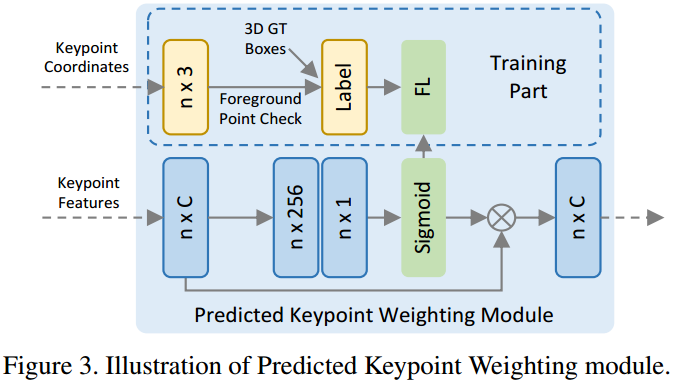 3D GT
Boxes
Keypoint
Coordinates
n x 3
Foreground
Point Check
Label
FL
Training
Part
Keypoint
Features
n x C
n x 256
n x 1
Sigmoid
n x C
Predicted Keypoint Weighting Module
Figure 3. Illustration of Predicted Keypoint Weighting module.